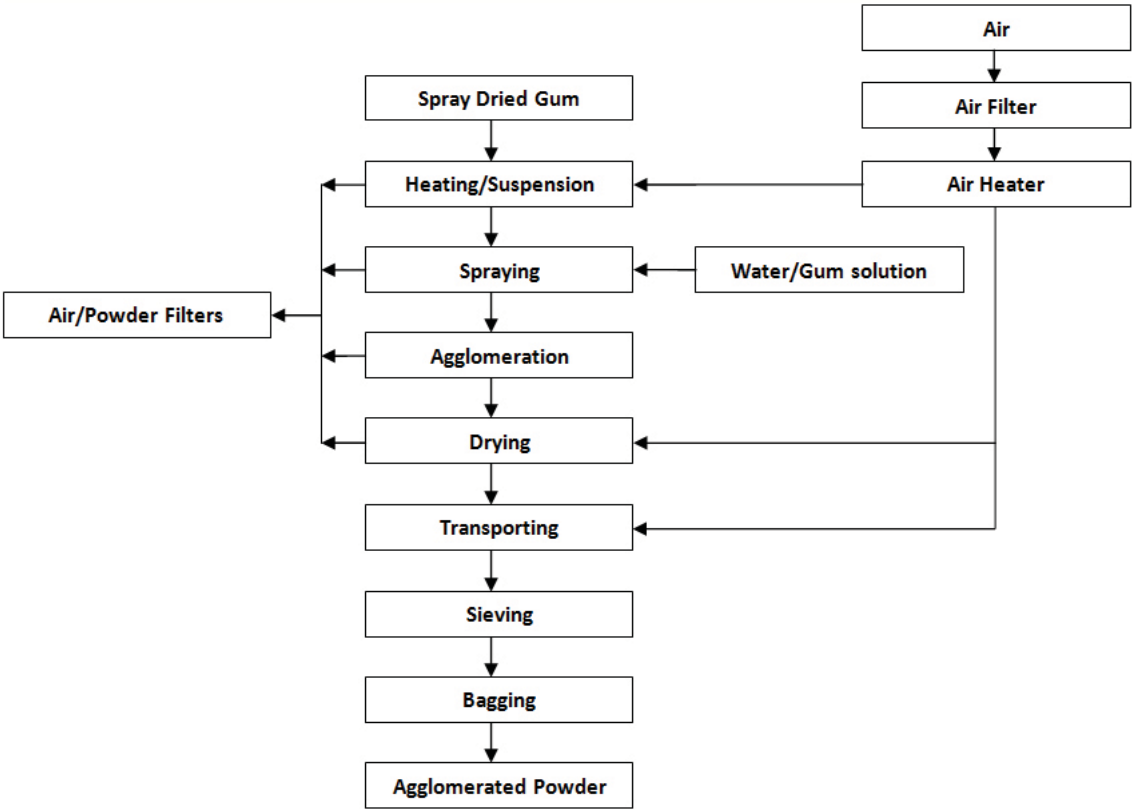 Air
Spray Dried Gum
Air Filter
Heating/Suspension
Air Heater
Spraying
Water/Gum solution
Air/Powder Filters
Agglomeration
Drying
Transporting
Sieving
Bagging
Agglomerated Powder